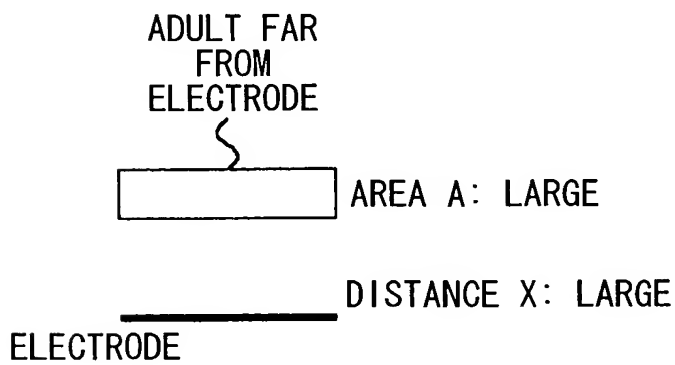 ADULT FAR
FROM
ELECTRODE
AREA A: LARGE
DISTANCE X: LARGE
ELECTRODE